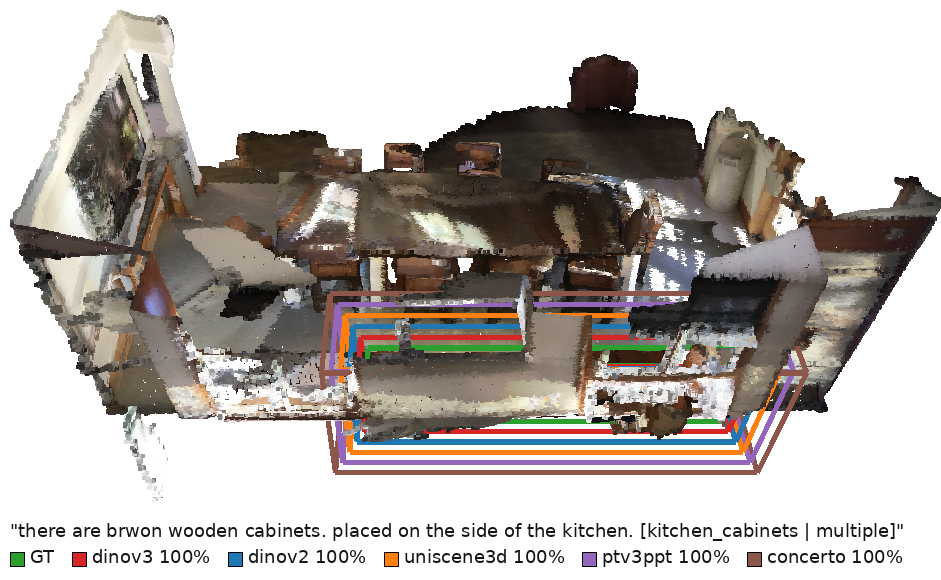 "there are brwon wooden cabinets. placed on the side of the kitchen. [kitchen_cabinets | multiple]"
GT dinov3 100% dinov2 100% uniscene3d 100% ptv3ppt 100% concerto 100%